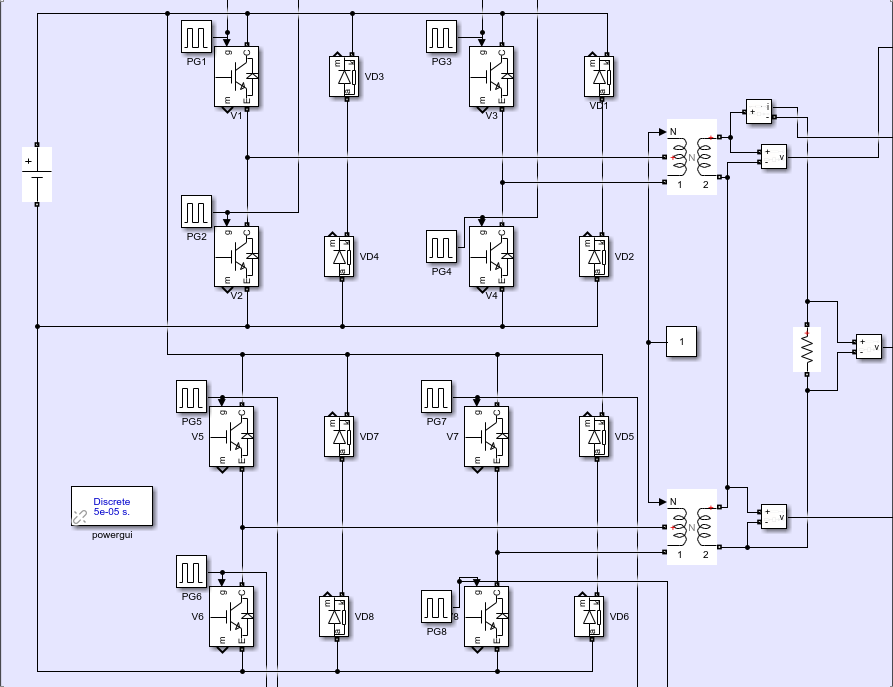 PG1
g
C
m
E
V1
m
k
a
VD3
PG3
g
C
m
E
V3
m
k
a
VD1
N
+
N
1
2
+
i
-
+
-
v
+
PG2
g
C
m
E
V2
m
k
a
VD4
PG4
g
C
m
E
V4
m
k
a
VD2
1
+
+
-
v
PG5
g
C
m
E
V5
m
k
a
VD7
PG7
g
C
m
E
V7
m
k
a
VD5
Discrete
5e-05 s.
powergui
N
+
N
1
2
+
-
v
PG6
g
C
m
E
V6
m
k
a
VD8
PG8
8
g
C
m
E
m
k
a
VD6